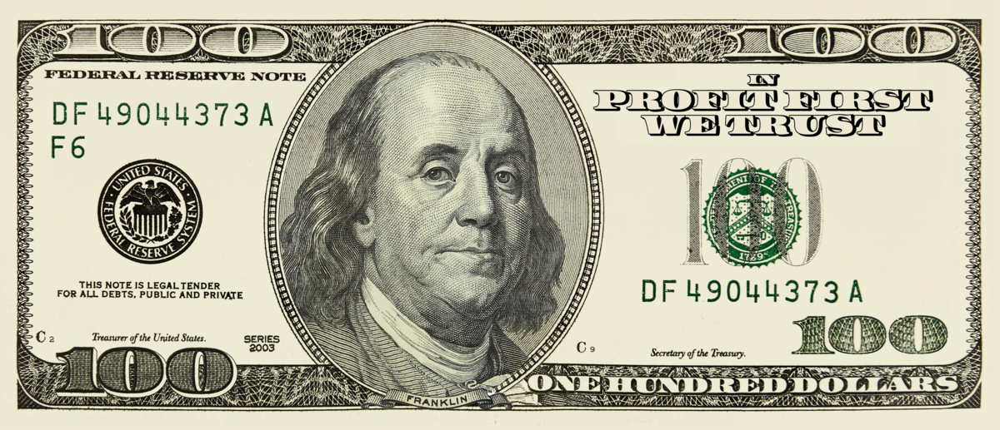 100
100
FEDERAL RESERVE NOTE
IN
PROFIT FIRST
WE TRUST
DF 49044373 A
F6
100
UNITED STATES
FEDERAL RESERVE SYSTEM
1789
THIS NOTE IS LEGAL TENDER
FOR ALL DEBTS, PUBLIC AND PRIVATE
DF 49044373 A
C 2
Treasurer of the United States.
SERIES
2003
C 9
Secretary of the Treasury.
100
100
FRANKLIN
ONE HUNDRED DOLLARS